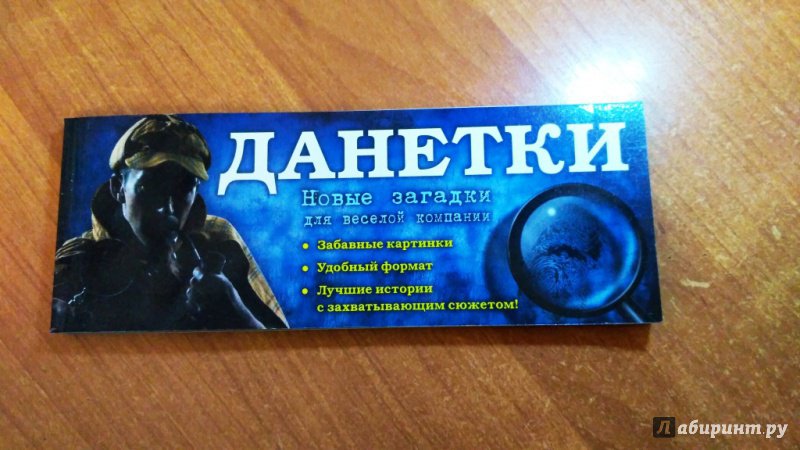 ДАНЕТКИ
Новые загадки
для веселой компании
• Забавные картинки
• Удобный формат
• Лучшие истории
с захватывающим сюжетом!
Лабиринт.ру